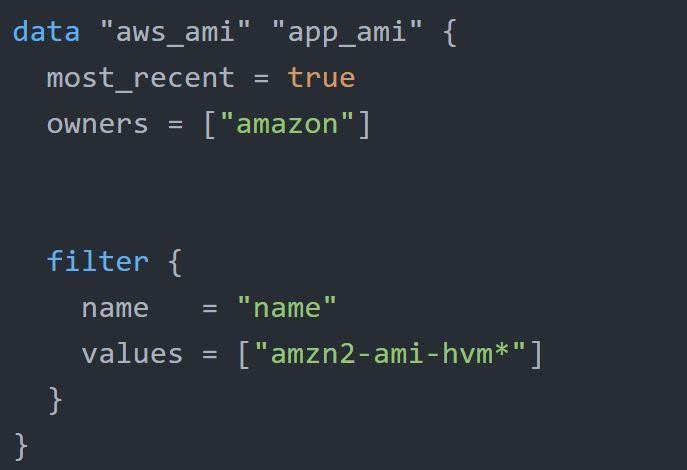 data "aws_ami" "app_ami" {
  most_recent = true
  owners = ["amazon"]


  filter {
    name   = "name"
    values = ["amzn2-ami-hvm*"]
  }
}